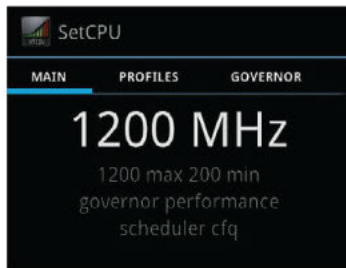 SetCPU
MAIN PROFILES GOVERNOR
1200 MHz
1200 max 200 min
governor performance
scheduler cfq